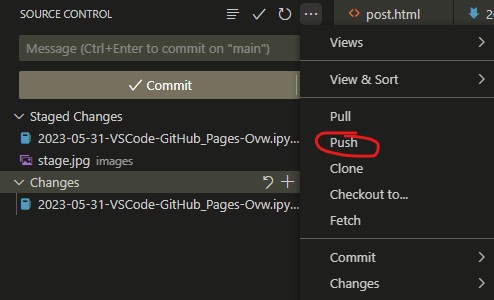 SOURCE CONTROL
Message (Ctrl+Enter to commit on "main")
Commit
Staged Changes
2023-05-31-VSCode-GitHub_Pages-Ovw.ipy...
stage.jpg images
Changes
2023-05-31-VSCode-GitHub_Pages-Ovw.ipy...
post.html
2
Views
View & Sort
Pull
Push
Clone
Checkout to...
Fetch
Commit
Changes